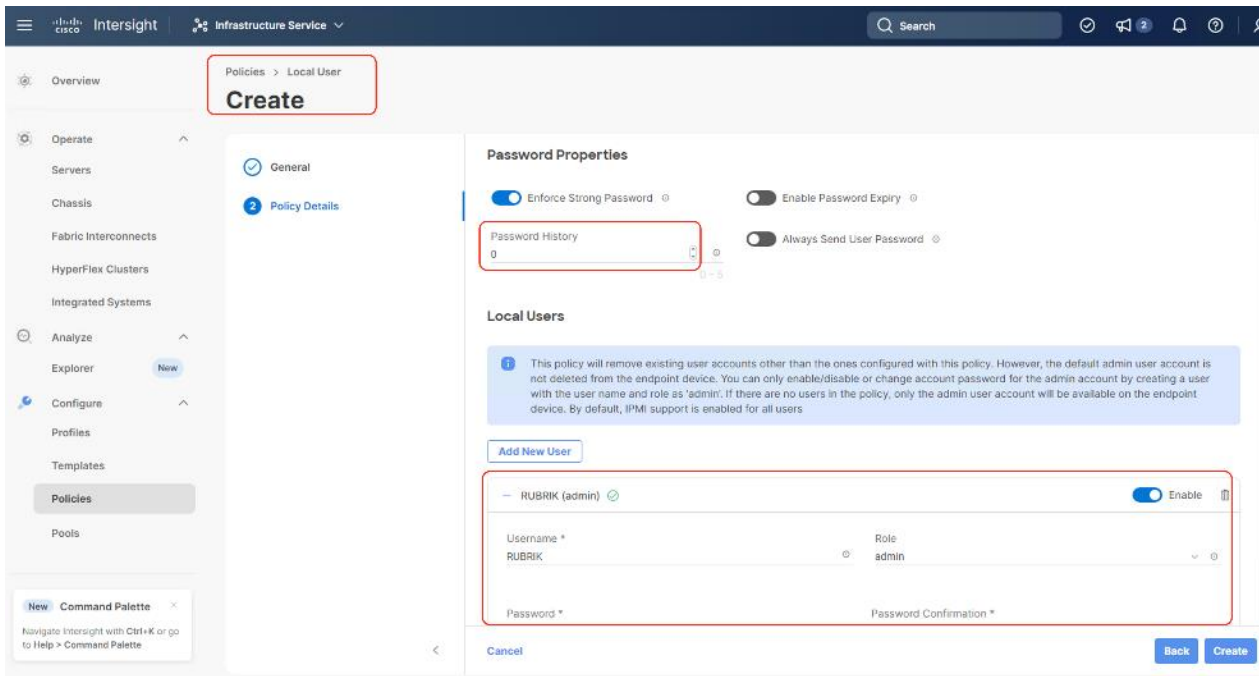 cisco Intersight
Infrastructure Service
Search
2
Overview
Operate
Servers
Chassis
Fabric Interconnects
HyperFlex Clusters
Integrated Systems
Analyze
Explorer New
Configure
Profiles
Templates
Policies
Pools
New Command Palette
Navigate Intersight with Ctrl+K or go
to Help > Command Palette
Policies > Local User
Create
General
2 Policy Details
Password Properties
Enforce Strong Password
Enable Password Expiry
Password History
0
0 - 5
Always Send User Password
Local Users
This policy will remove existing user accounts other than the ones configured with this policy. However, the default admin user account is
not deleted from the endpoint device. You can only enable/disable or change account password for the admin account by creating a user
with the user name and role as 'admin'. If there are no users in the policy, only the admin user account will be available on the endpoint
device. By default, IPMI support is enabled for all users
Add New User
RUBRIK (admin)
Enable
Username *
RUBRIK
Role
admin
Password *
Password Confirmation *
Cancel
Back
Create